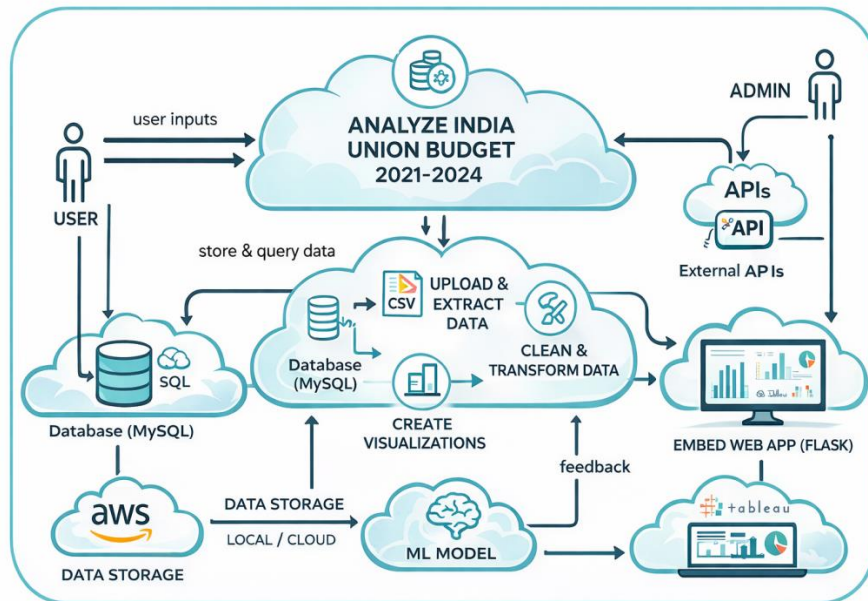 ADMIN
user inputs
ANALYZE INDIA
UNION BUDGET
2021-2024
USER
APIs
API
External APIs
store & query data
CSV
UPLOAD &
EXTRACT
DATA
SQL
Database
(MySQL)
CLEAN &
TRANSFORM DATA
Database (MySQL)
CREATE
VISUALIZATIONS
EMBED WEB APP (FLASK)
feedback
aws
DATA STORAGE
LOCAL / CLOUD
ML MODEL
tableau
DATA STORAGE